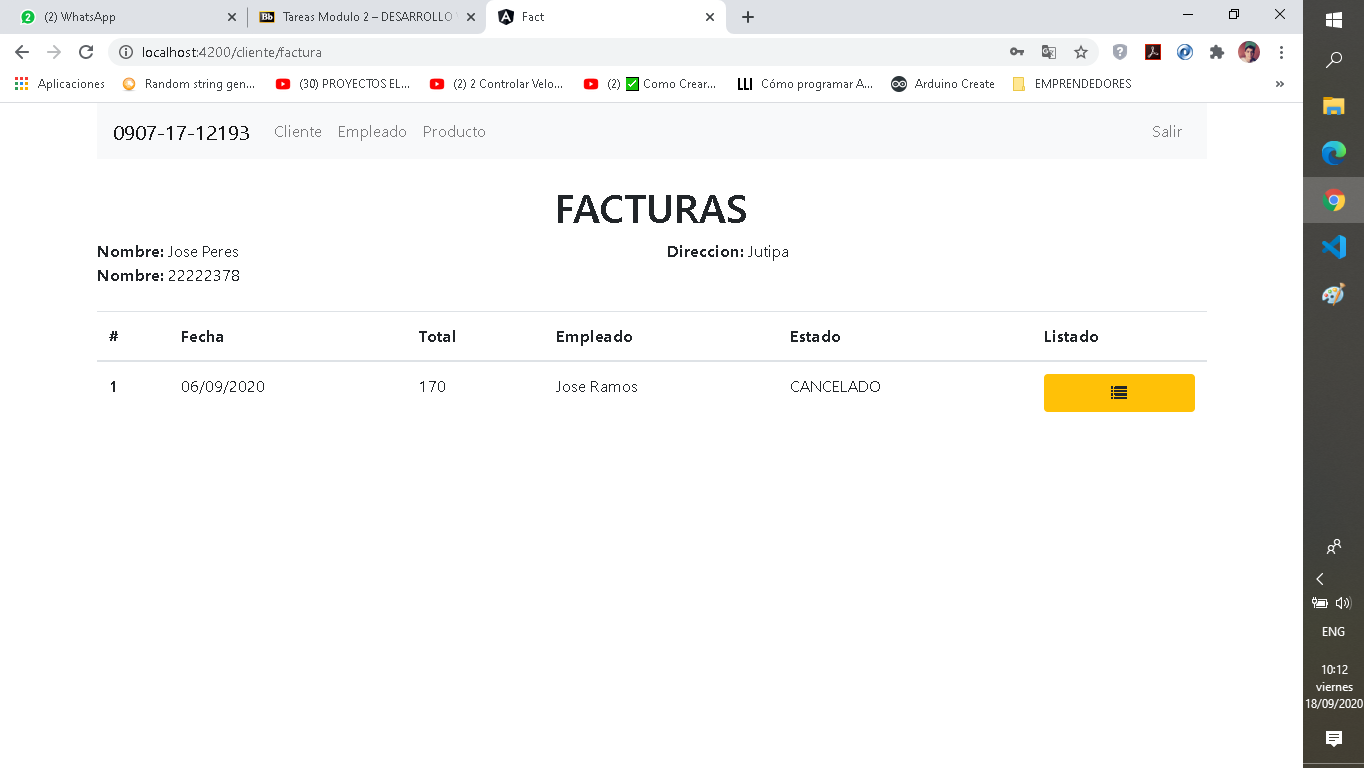 (2) WhatsApp
Tareas Modulo 2 – DESARROLLO
Fact
localhost:4200/cliente/factura
Aplicaciones
Random string gen...
(30) PROYECTOS EL...
(2) 2 Controlar Velo...
(2) ✅ Como Crear...
Cómo programar A...
Arduino Create
EMPRENDEDORES
»
0907-17-12193
Cliente
Empleado
Producto
Salir
FACTURAS
Nombre: Jose Peres
Direccion: Jutipa
Nombre: 22222378
# Fecha Total Empleado Estado Listado
1 06/09/2020 170 Jose Ramos CANCELADO
ENG
10:12
viernes
18/09/2020